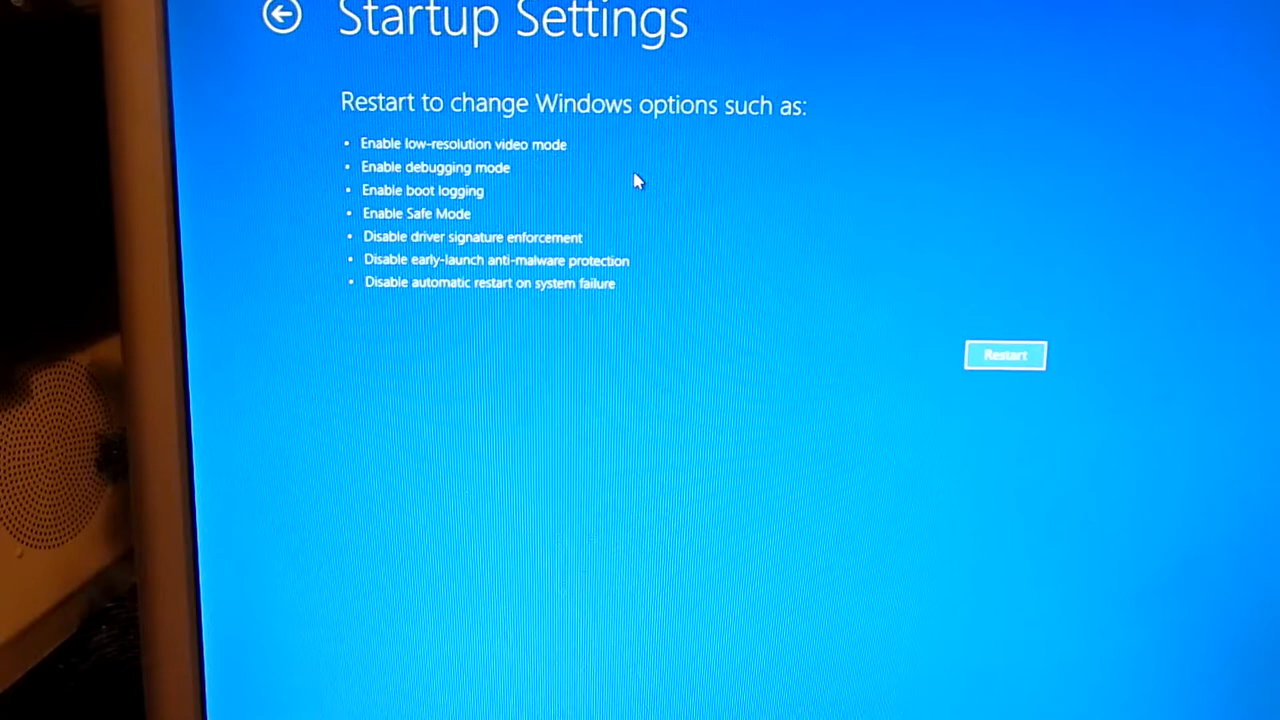 Startup Settings
Restart to change Windows options such as:
• Enable low-resolution video mode
• Enable debugging mode
• Enable boot logging
• Enable Safe Mode
• Disable driver signature enforcement
• Disable early-launch anti-malware protection
• Disable automatic restart on system failure
Restart